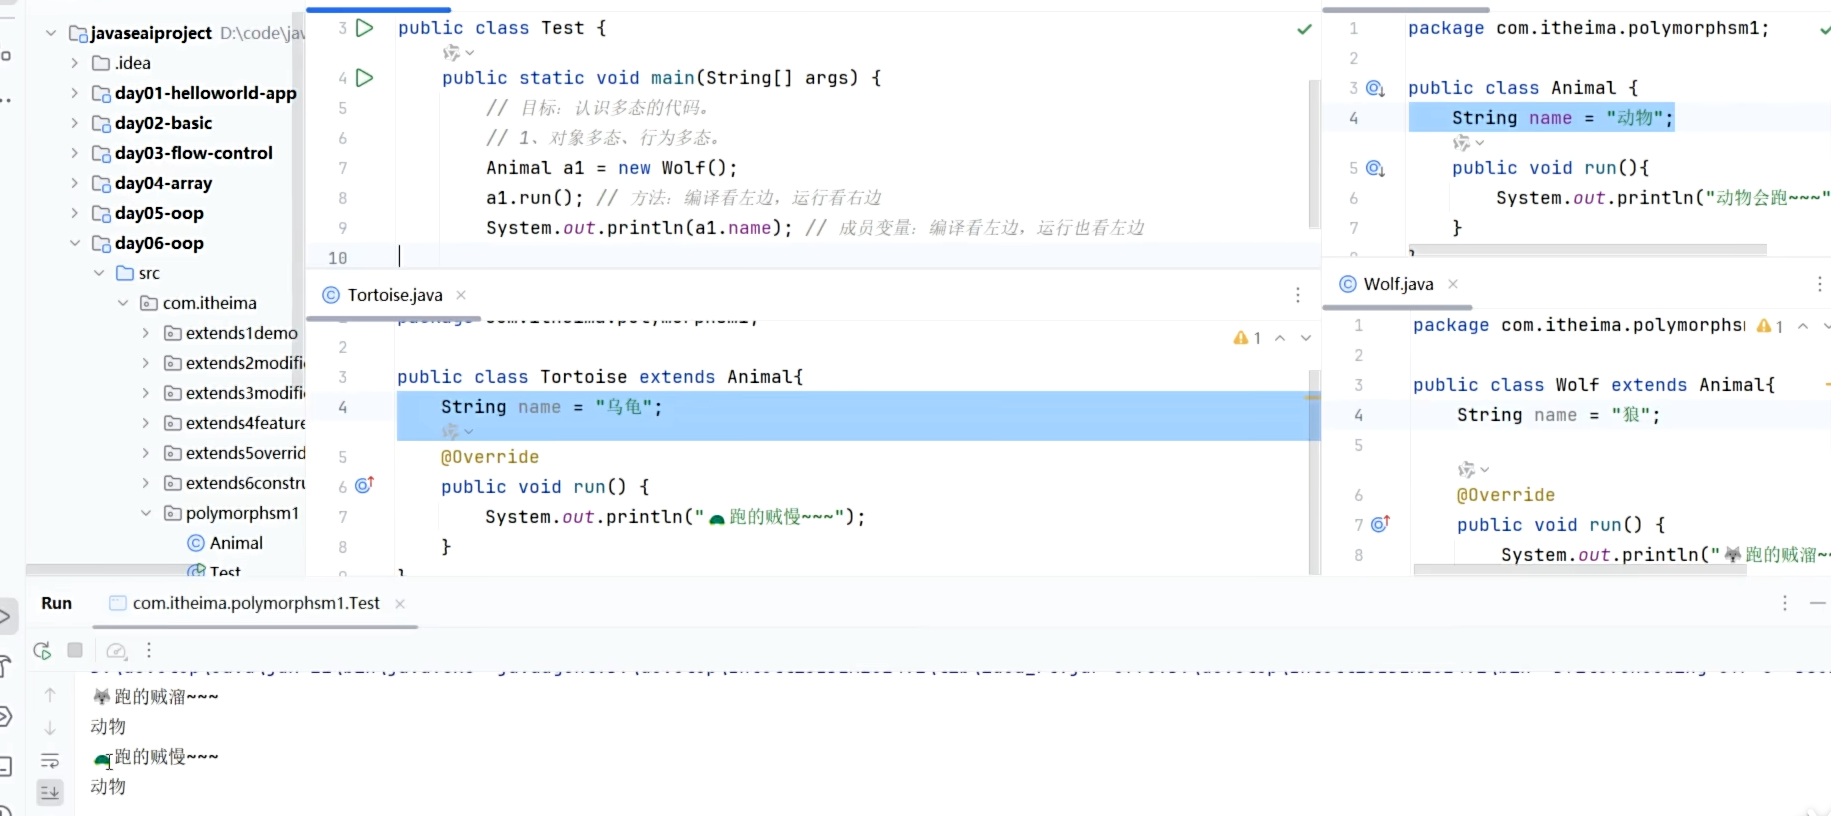 javaseaiproject D:\code\jav
.idea
day01-helloworld-app
day02-basic
day03-flow-control
day04-array
day05-oop
day06-oop
src
com.itheima
extends1demo
extends2modifi
extends3modifi
extends4feature
extends5overrid
extends6constru
polymorphsm1
Animal
Test
3 public class Test {
4 public static void main(String[] args) {
5 // 目标：认识多态的代码。
6 // 1、对象多态、行为多态。
7 Animal a1 = new Wolf();
8 a1.run(); // 方法：编译看左边，运行看右边
9 System.out.println(a1.name); // 成员变量：编译看左边，运行也看左边
10
1 package com.itheima.polymorphsm1;
2
3 public class Animal {
4 String name = "动物";
5 public void run(){
6 System.out.println("动物会跑~~~"
7 }
Tortoise.java
package com.itheima.polymorphsm1;
1
2
3 public class Tortoise extends Animal{
4 String name = "乌龟";
5 @Override
6 public void run() {
7 System.out.println("🐢跑的贼慢~~~");
8 }
Wolf.java
1 package com.itheima.polymorphs
1
2
3 public class Wolf extends Animal{
4 String name = "狼";
5
6 @Override
7 public void run() {
8 System.out.println("🐺跑的贼溜~
Run com.itheima.polymorphsm1.Test
🐺跑的贼溜~~~
动物
🐢跑的贼慢~~~
动物